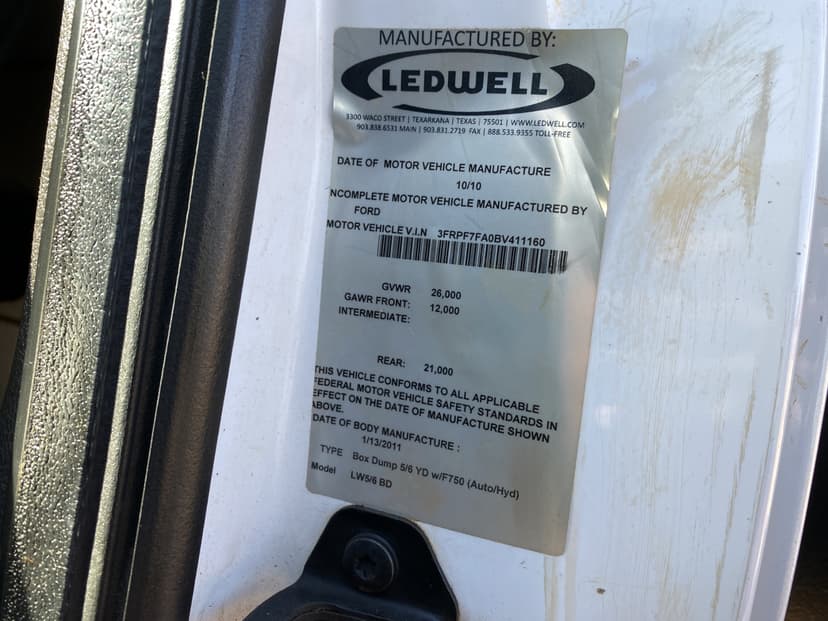 MANUFACTURED BY:
LEDWELL
3300 WACO STREET | TEXARKANA | TEXAS | 75501 | WWW.LEDWELL.COM
903.838.6531 MAIN | 903.831.2719 FAX | 888.533.9355 TOLL-FREE
DATE OF MOTOR VEHICLE MANUFACTURE
10/10
NCOMPLETE MOTOR VEHICLE MANUFACTURED BY
FORD
MOTOR VEHICLE V.I.N 3FRPF7FA0BV411160
GVWR 26,000
GAWR FRONT: 12,000
INTERMEDIATE:
REAR: 21,000
THIS VEHICLE CONFORMS TO ALL APPLICABLE
FEDERAL MOTOR VEHICLE SAFETY STANDARDS IN
EFFECT ON THE DATE OF MANUFACTURE SHOWN
ABOVE.
DATE OF BODY MANUFACTURE :
1/13/2011
TYPE Box Dump 5/6 YD w/F750 (Auto/Hyd)
Model LW5/6 BD